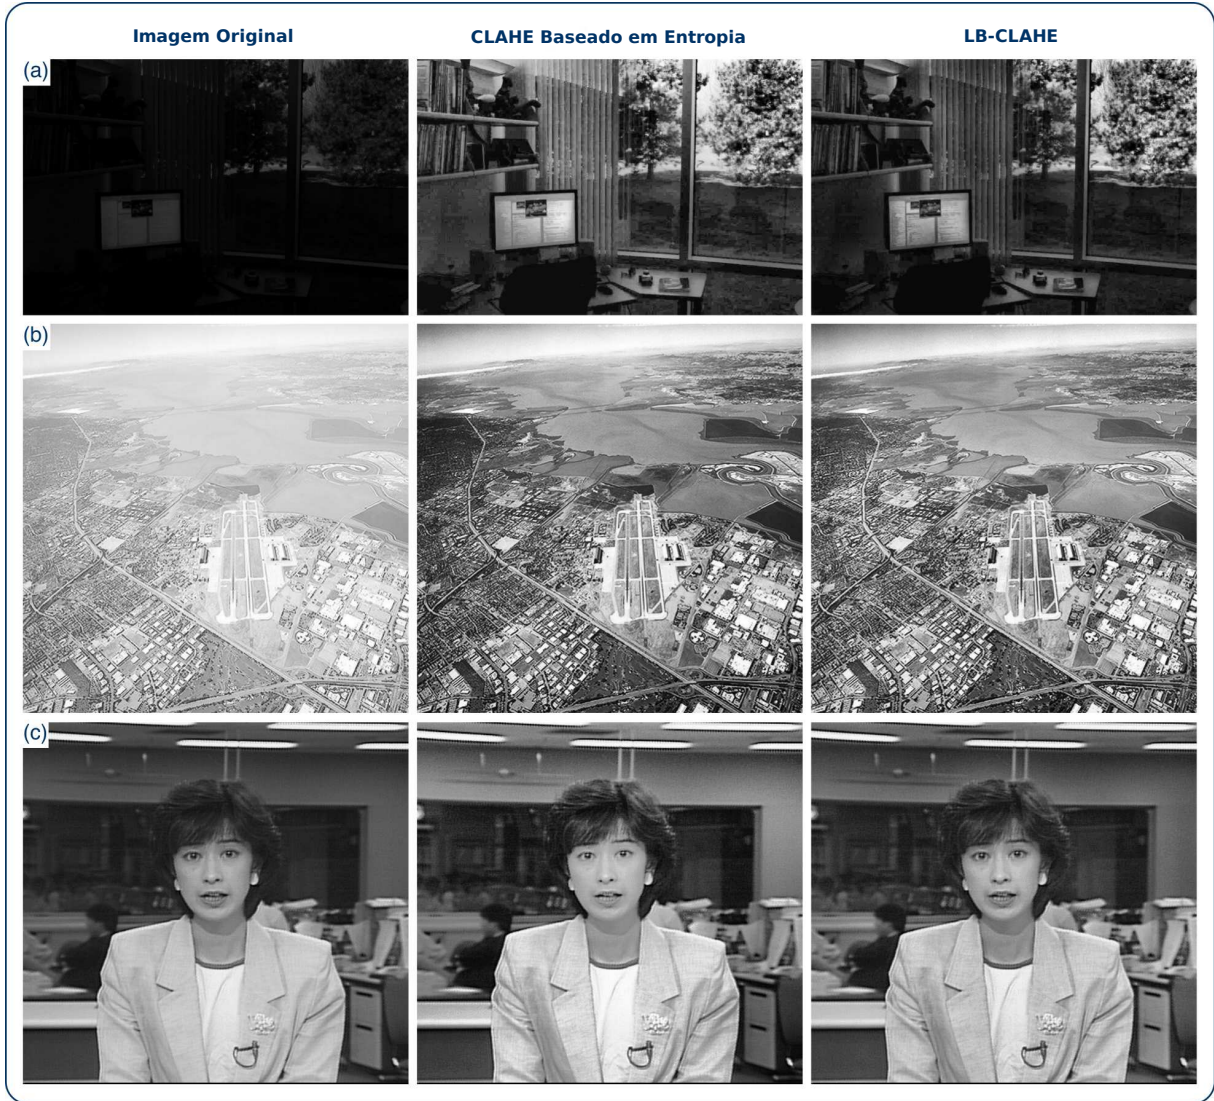 Imagem Original
CLAHE Baseado em Entropia
LB-CLAHE
(a)
(b)
(c)